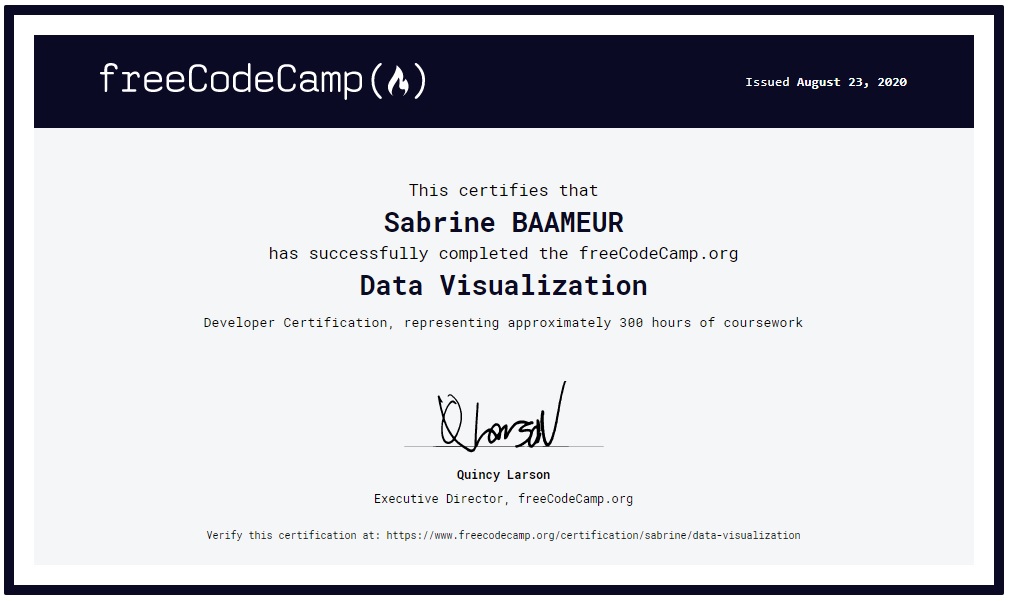 freeCodeCamp(🔥)
Issued August 23, 2020
This certifies that
Sabrine BAAMEUR
has successfully completed the freeCodeCamp.org
Data Visualization
Developer Certification, representing approximately 300 hours of coursework
Q Larson
Quincy Larson
Executive Director, freeCodeCamp.org
Verify this certification at: https://www.freecodecamp.org/certification/sabrine/data-visualization